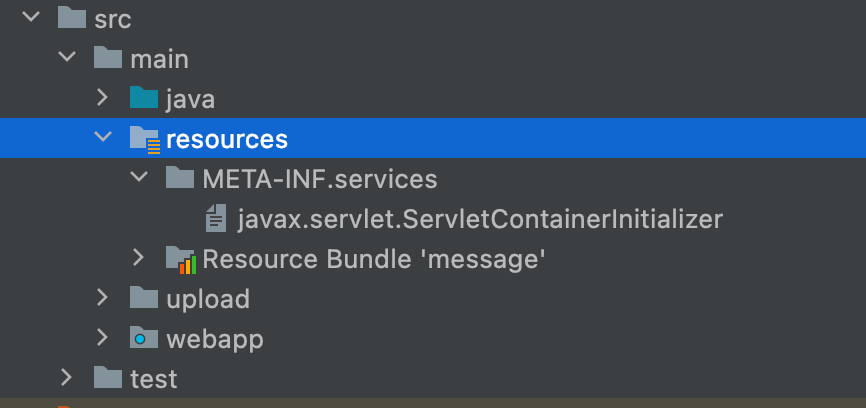 src
main
java
resources
META-INF.services
javax.servlet.ServletContainerInitializer
Resource Bundle 'message'
upload
webapp
test